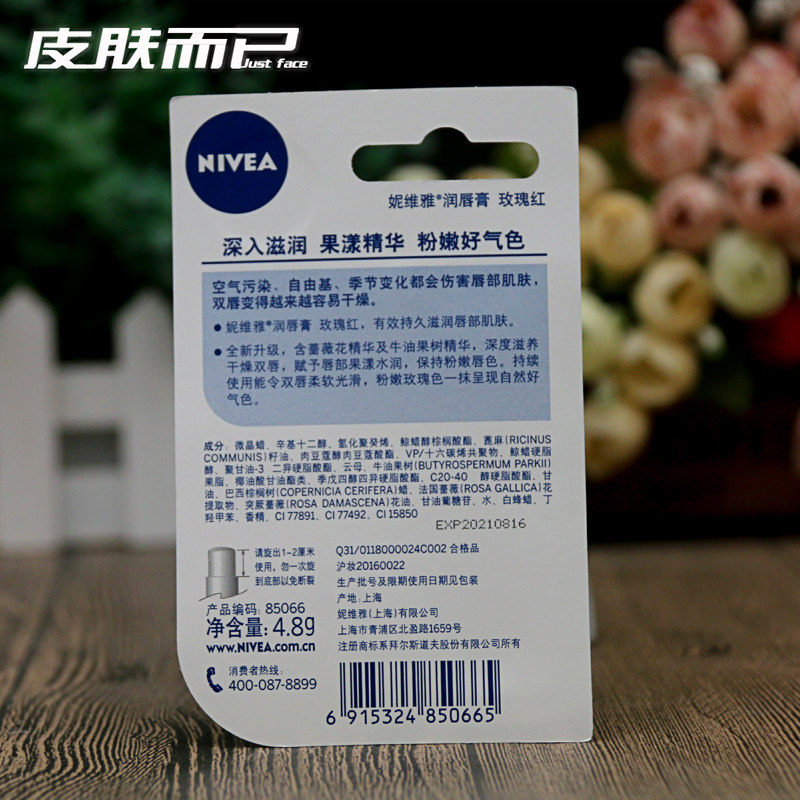 皮肤而已
Just face
NIVEA
妮维雅®润唇膏 玫瑰红
深入滋润 果漾精华 粉嫩好气色
空气污染、自由基、季节变化都会伤害唇部肌肤,
双唇变得越来越容易干燥。
• 妮维雅®润唇膏 玫瑰红,有效持久滋润唇部肌肤。
• 全新升级,含蔷薇花精华及牛油果树精华,深度滋养
干燥双唇,赋予唇部果漾水润,保持粉嫩唇色。持续
使用能令双唇柔软光滑,粉嫩玫瑰色一抹呈现自然好
气色。
成分:微晶蜡、辛基十二醇、氢化聚癸烯、鲸蜡醇棕榈酸酯、蓖麻(RICINUS
COMMUNIS)籽油、肉豆蔻醇肉豆蔻酸酯、VP/十六碳烯共聚物、鲸蜡硬脂
醇、聚甘油-3 二异硬脂酸酯、云母、牛油果树(BUTYROSPERMUM PARKII)
果脂、椰油酸甘油酯类、季戊四醇四异硬脂酸酯、C20-40 醇硬脂酸酯、甘
油、巴西棕榈树(COPERNICIA CERIFERA)蜡、法国蔷薇(ROSA GALLICA)花
提取物、突厥蔷薇(ROSA DAMASCENA)花油、甘油葡糖苷、水、白蜂蜡、丁
羟甲苯、香精、CI 77891、CI 77492、CI 15850
EXP20210816
请旋出1-2厘米
使用,勿一次旋
到底部以免断裂
产品编码:85066
净含量:4.8g
www.NIVEA.com.cn
消费者热线:
400-087-8899
Q31/0118000024C002 合格品
沪妆20160022
生产批号及限期使用日期见包装
产地:上海
妮维雅(上海)有限公司
上海市青浦区北盈路1659号
注册商标系拜尔斯道夫股份有限公司所有
6 915324 850665